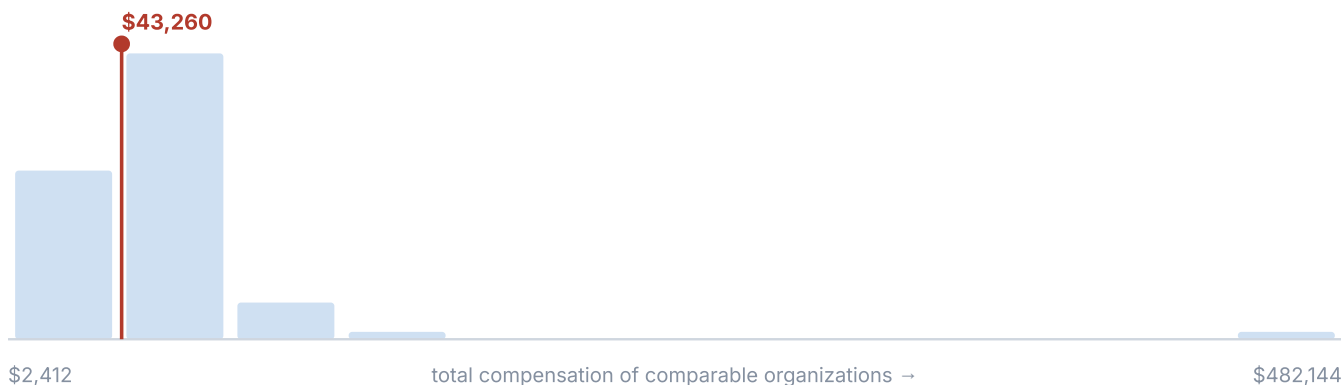 $43,260
$2,412
total compensation of comparable organizations →
$482,144